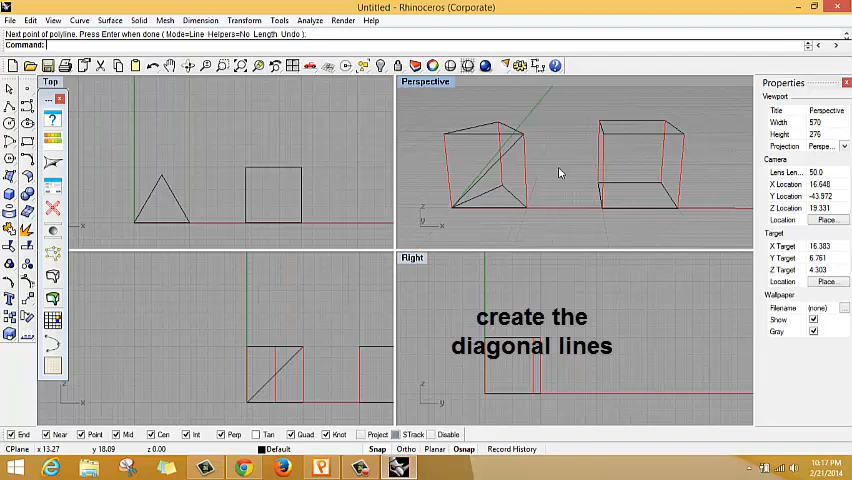 Untitled - Rhinoceros (Corporate)
File Edit View Curve Surface Solid Mesh Dimension Transform Tools Analyze Render Help
Next point of polyline. Press Enter when done ( Mode=Line Helpers=No Length Undo ):
Command:
Top
Perspective
Right
x
z
y
x
z
x
z
y
create the
diagonal lines
Properties
Viewport
Title Perspective
Width 570
Height 276
Projection Perspe...
Camera
Lens Len... 50.0
X Location 16.648
Y Location -43.972
Z Location 19.331
Location Place...
Target
X Target 16.383
Y Target 6.761
Z Target 4.303
Location Place...
Wallpaper
Filename (none)
Show
Gray
End Near Point Mid Cen Int Perp Tan Quad Knot Project STrack Disable
CPlane x 13.27 y 18.09 z 0.00 Default Snap Ortho Planar Osnap Record History
10:17 PM
2/21/2014